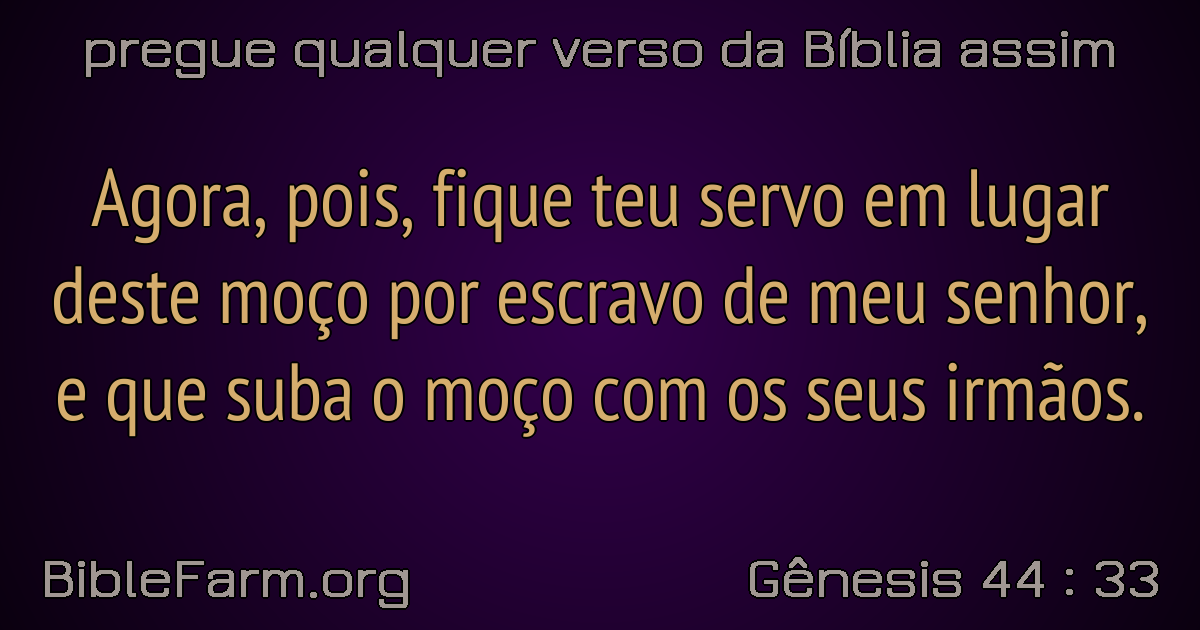 pregue qualquer verso da Bíblia assim
Agora, pois, fique teu servo em lugar
deste moço por escravo de meu senhor,
e que suba o moço com os seus irmãos.
BibleFarm.org
Gênesis 44 : 33